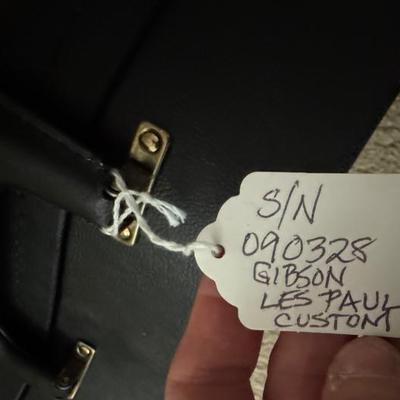 S/N
090328
GIBSON
LES PAUL
CUSTOM